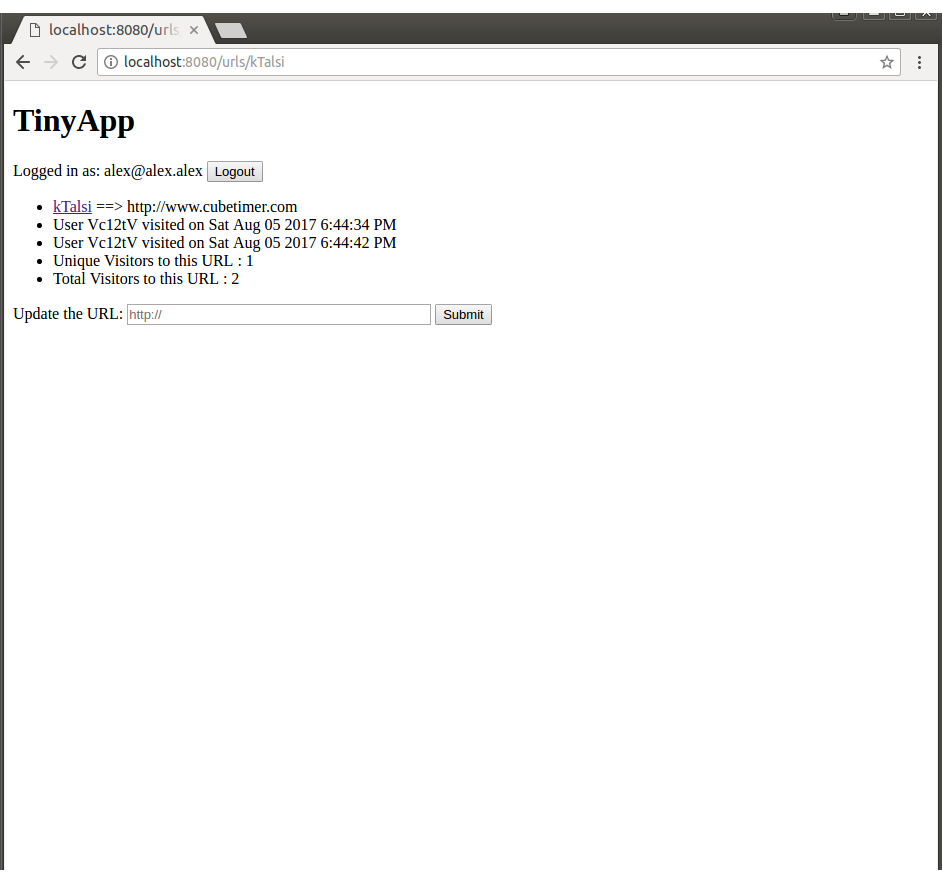 localhost:8080/urls
localhost:8080/urls/kTalsi
TinyApp
Logged in as: alex@alex.alex Logout
kTalsi ==> http://www.cubetimer.com
User Vc12tV visited on Sat Aug 05 2017 6:44:34 PM
User Vc12tV visited on Sat Aug 05 2017 6:44:42 PM
Unique Visitors to this URL : 1
Total Visitors to this URL : 2
Update the URL: http:// Submit